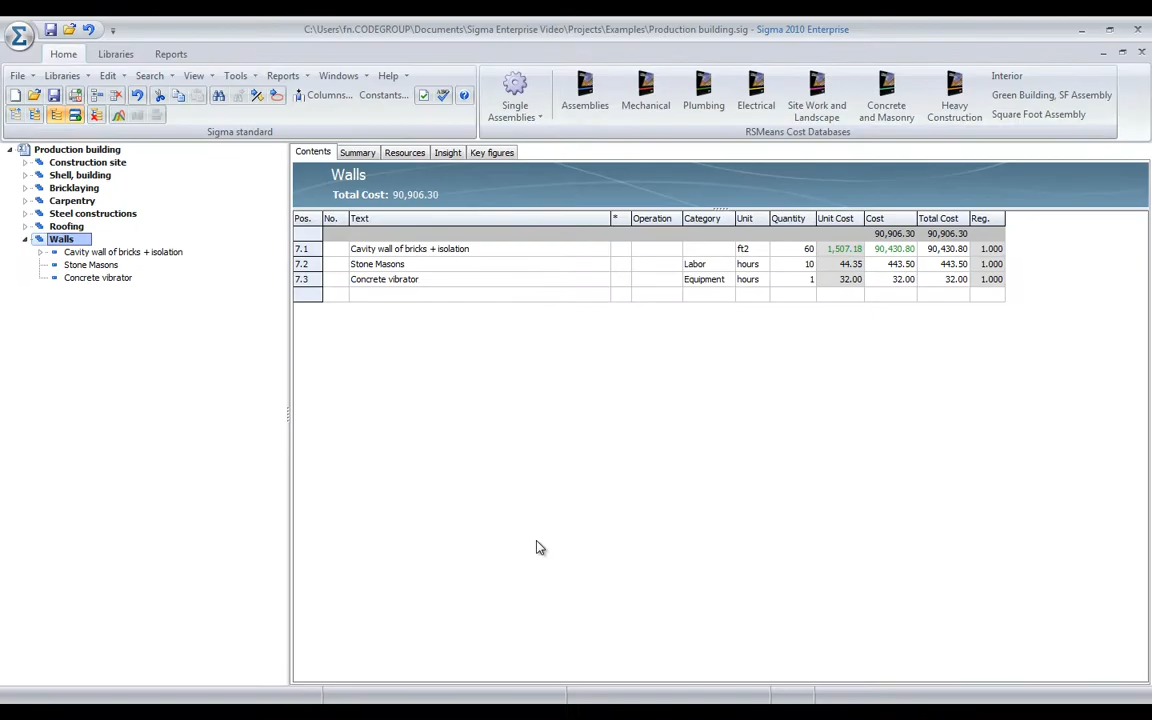 C:\Users\fn.CODEGROUP\Documents\Sigma Enterprise Video\Projects\Examples\Production building.sig - Sigma 2010 Enterprise
Home Libraries Reports
File Libraries Edit Search View Tools Reports Windows Help
Columns... Constants...
Sigma standard
Single Assemblies
Assemblies
Mechanical
Plumbing
Electrical
Site Work and Landscape
Concrete and Masonry
Heavy Construction
Interior
Green Building, SF Assembly
Square Foot Assembly
RSMeans Cost Databases
Production building
Construction site
Shell, building
Bricklaying
Carpentry
Steel constructions
Roofing
Walls
Cavity wall of bricks + isolation
Stone Masons
Concrete vibrator
Contents Summary Resources Insight Key figures
Walls
Total Cost: 90,906.30
Pos. No. Text * Operation Category Unit Quantity Unit Cost Cost Total Cost Reg.
90,906.30 90,906.30
7.1 Cavity wall of bricks + isolation ft2 60 1,507.18 90,430.80 90,430.80 1.000
7.2 Stone Masons Labor hours 10 44.35 443.50 443.50 1.000
7.3 Concrete vibrator Equipment hours 1 32.00 32.00 32.00 1.000